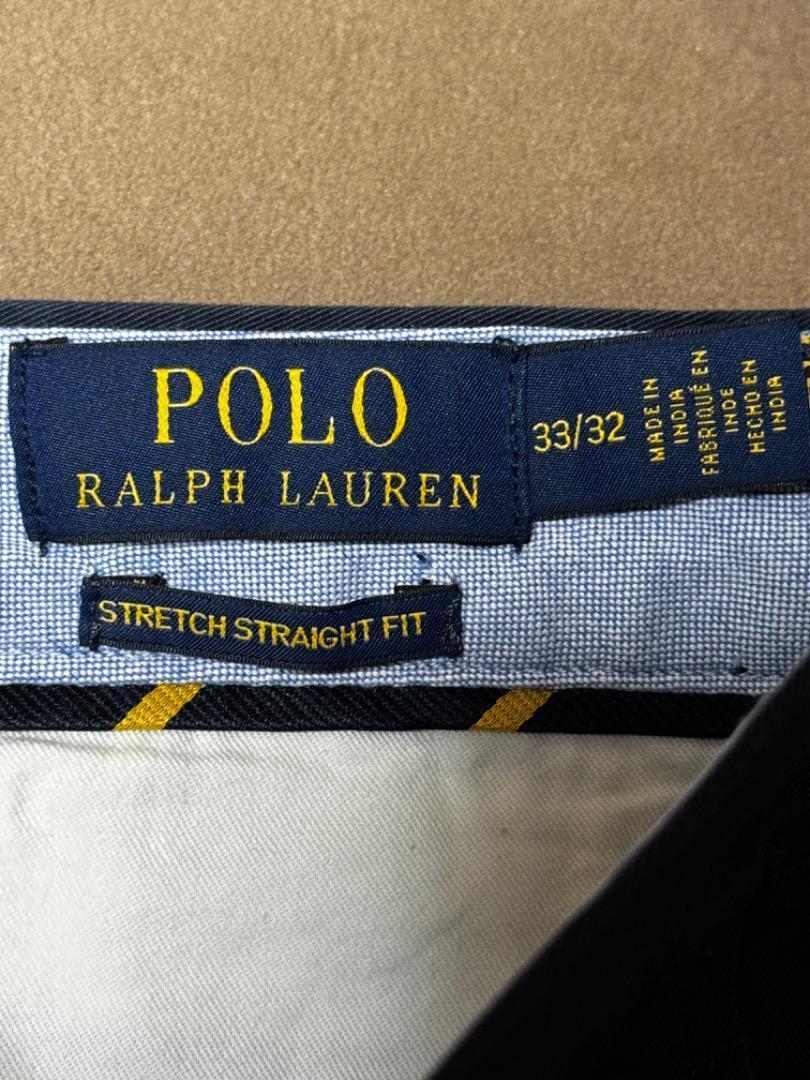 POLO
RALPH LAUREN
33/32
MADE IN
INDIA
FABRIQUÉ EN
INDE
HECHO EN
INDIA
STRETCH STRAIGHT FIT